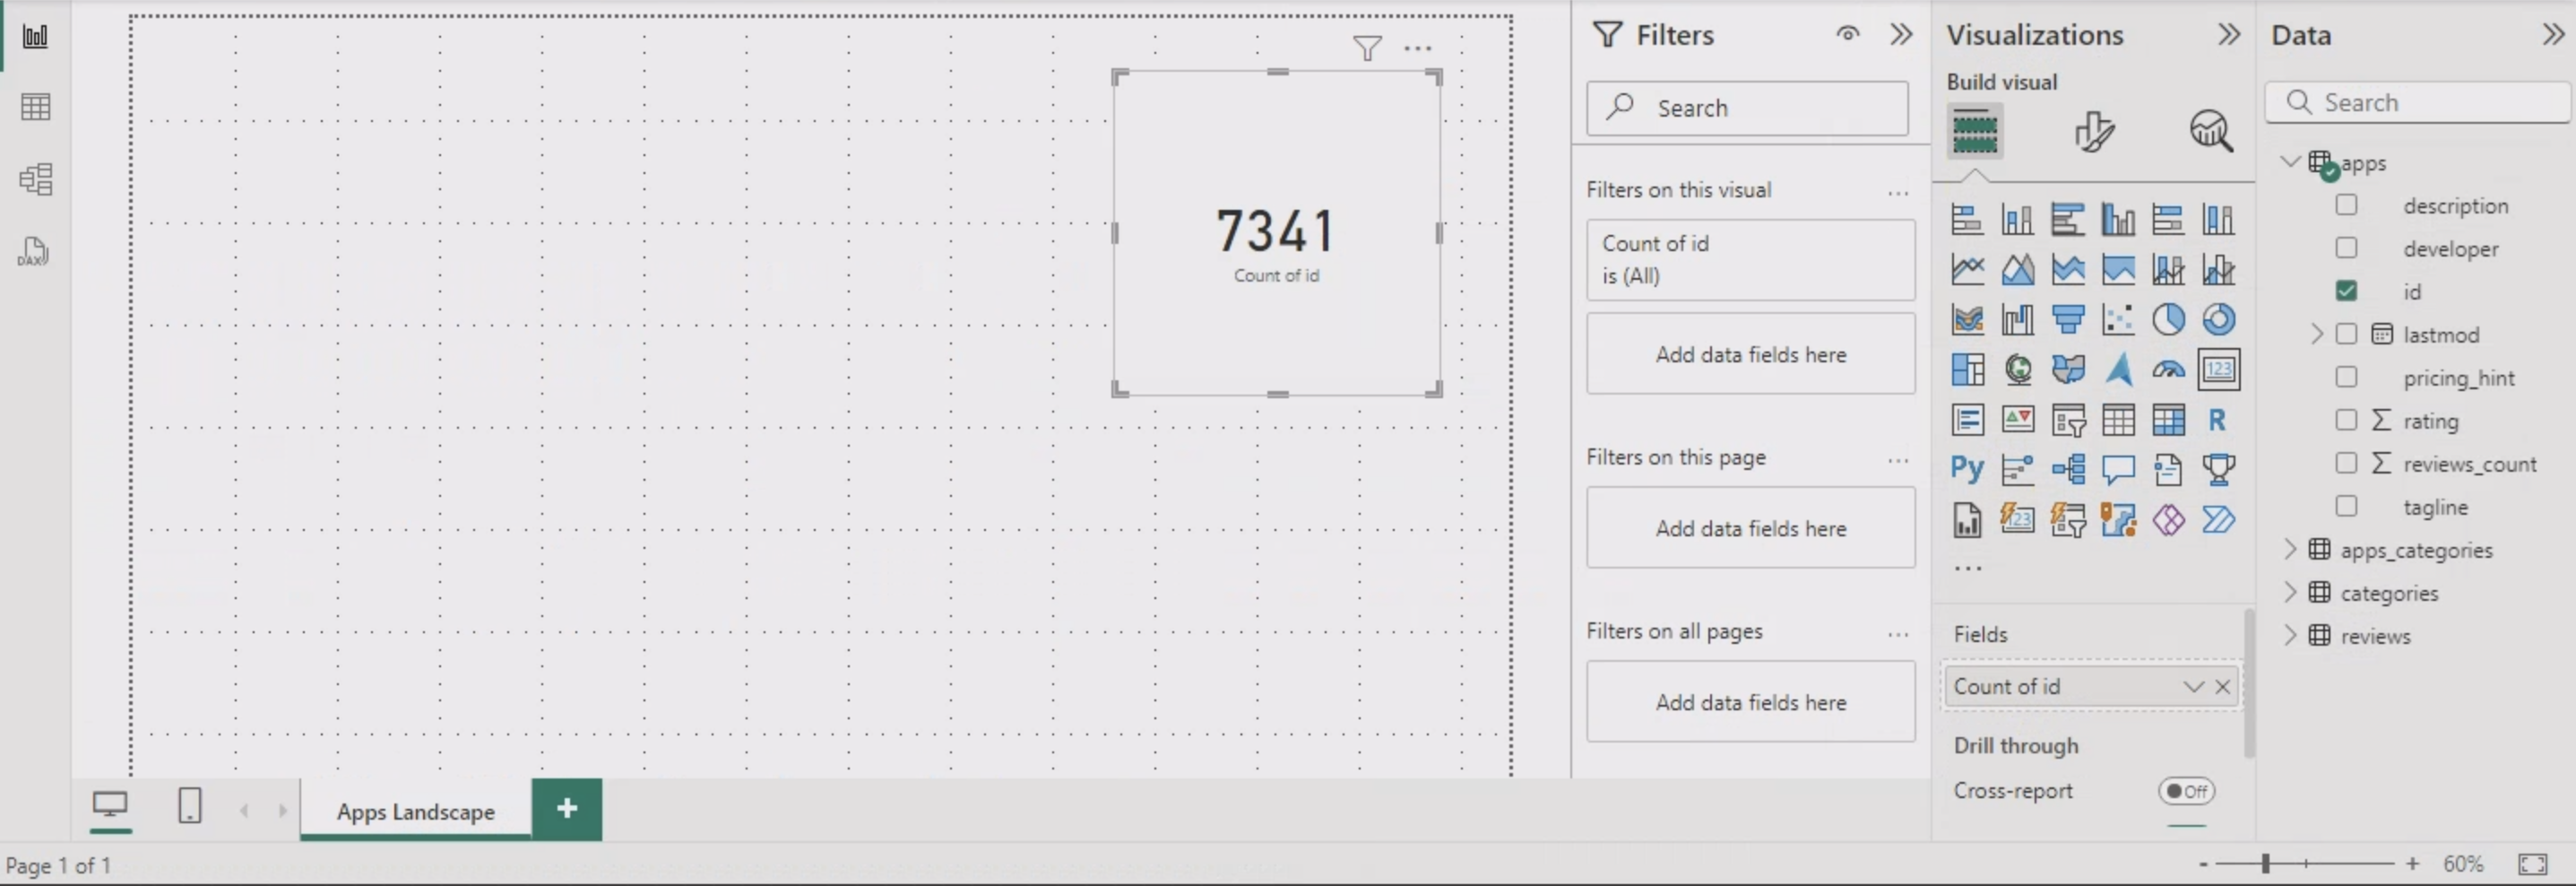 7341
Count of id
Filters
Search
Filters on this visual
Count of id
is (All)
Add data fields here
Filters on this page
Add data fields here
Filters on all pages
Add data fields here
Visualizations
Build visual
123
R
Py
123
Fields
Count of id
Drill through
Cross-report
Off
Data
Search
apps
description
developer
id
lastmod
pricing_hint
Σ rating
Σ reviews_count
tagline
apps_categories
categories
reviews
DAX
Apps Landscape
+
Page 1 of 1
- + 60%